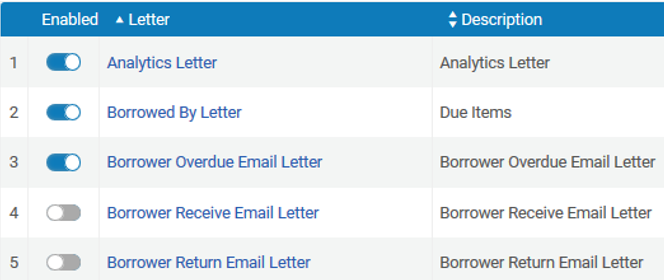 Enabled Letter Description
1 Analytics Letter Analytics Letter
2 Borrowed By Letter Due Items
3 Borrower Overdue Email Letter Borrower Overdue Email Letter
4 Borrower Receive Email Letter Borrower Receive Email Letter
5 Borrower Return Email Letter Borrower Return Email Letter